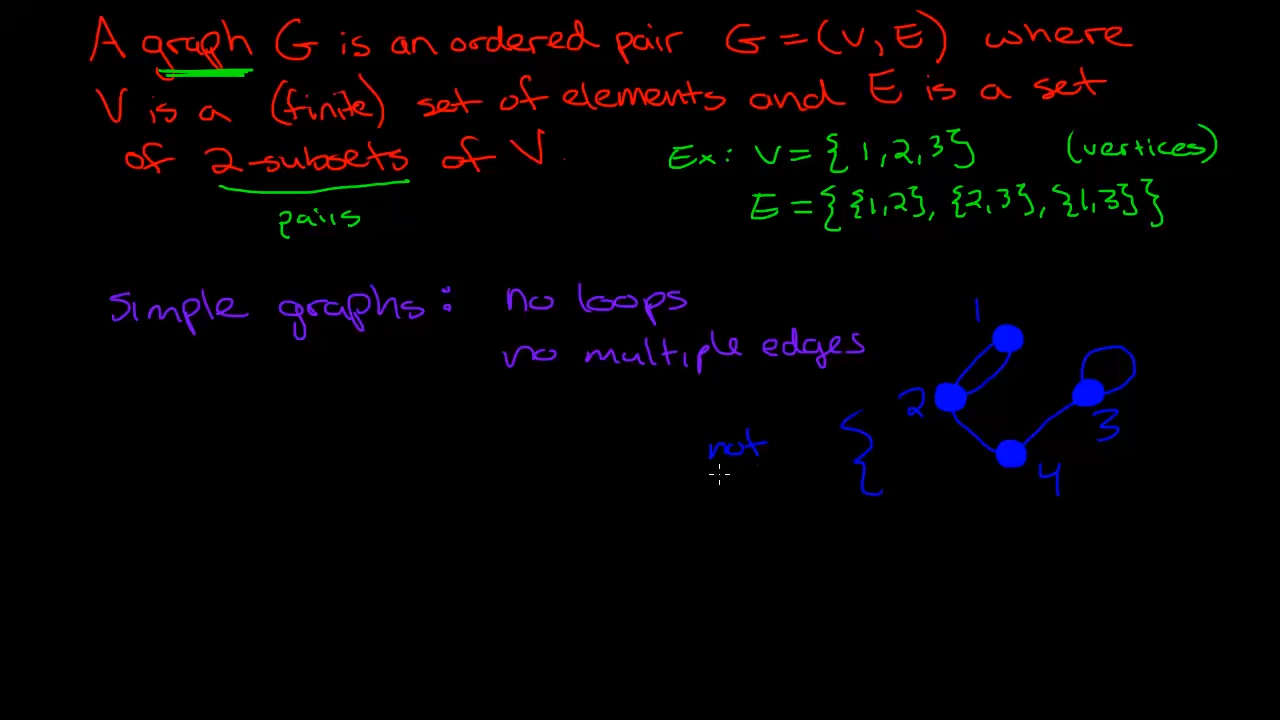 A graph G is an ordered pair G = (V, E) where
V is a (finite) set of elements and E is a set
of 2-subsets of V.
pairs
Ex: V = {1,2,3} (vertices)
E = {{1,2}, {2,3}, {1,3}}
Simple graphs: no loops
no multiple edges
1
2
3
4
not {